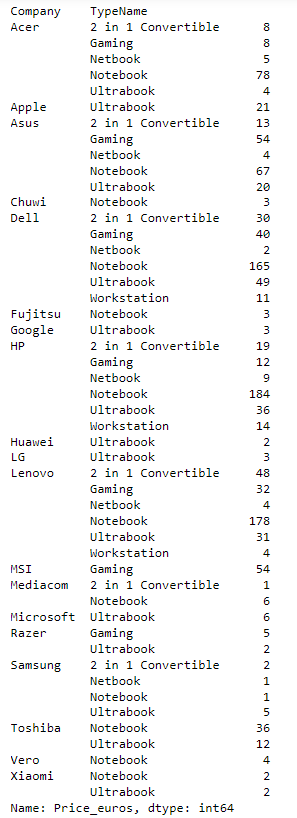 Company    TypeName
Acer       2 in 1 Convertible      8
           Gaming                  8
           Netbook                 5
           Notebook               78
           Ultrabook               4
Apple      Ultrabook              21
Asus       2 in 1 Convertible     13
           Gaming                 54
           Netbook                 4
           Notebook               67
           Ultrabook              20
Chuwi      Notebook                3
Dell       2 in 1 Convertible     30
           Gaming                 40
           Netbook                 2
           Notebook              165
           Ultrabook              49
           Workstation            11
Fujitsu    Notebook                3
Google     Ultrabook               3
HP         2 in 1 Convertible     19
           Gaming                 12
           Netbook                 9
           Notebook              184
           Ultrabook              36
           Workstation            14
Huawei     Ultrabook               2
LG         Ultrabook               3
Lenovo     2 in 1 Convertible     48
           Gaming                 32
           Netbook                 4
           Notebook              178
           Ultrabook              31
           Workstation             4
MSI        Gaming                 54
Mediacom   2 in 1 Convertible      1
           Notebook                6
Microsoft  Ultrabook               6
Razer      Gaming                  5
           Ultrabook               2
Samsung    2 in 1 Convertible      2
           Netbook                 1
           Notebook                1
           Ultrabook               5
Toshiba    Notebook               36
           Ultrabook              12
Vero       Notebook                4
Xiaomi     Notebook                2
           Ultrabook               2
Name: Price_euros, dtype: int64